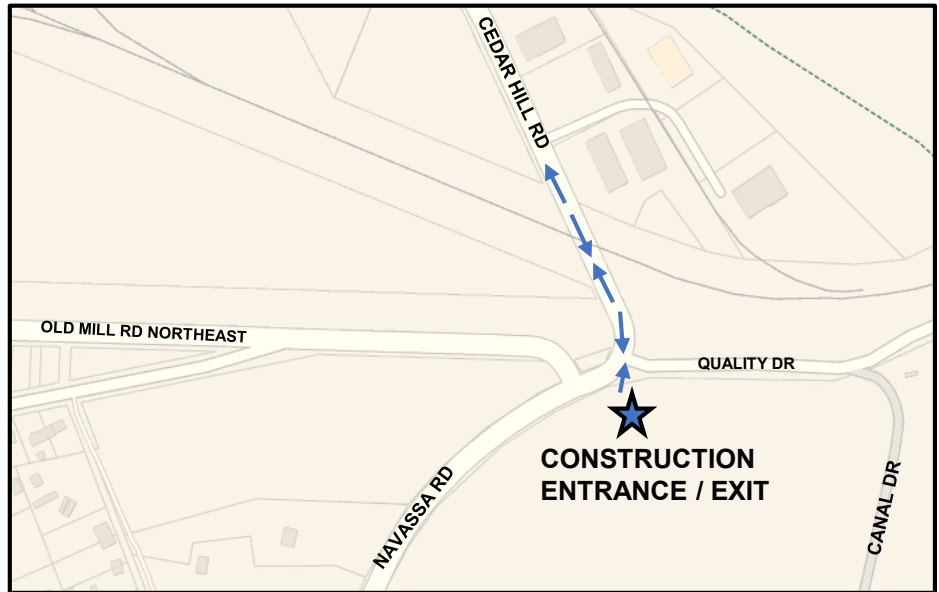 CEDAR HILL RD
OLD MILL RD NORTHEAST
QUALITY DR
CONSTRUCTION
ENTRANCE / EXIT
NAVASSA RD
CANAL DR